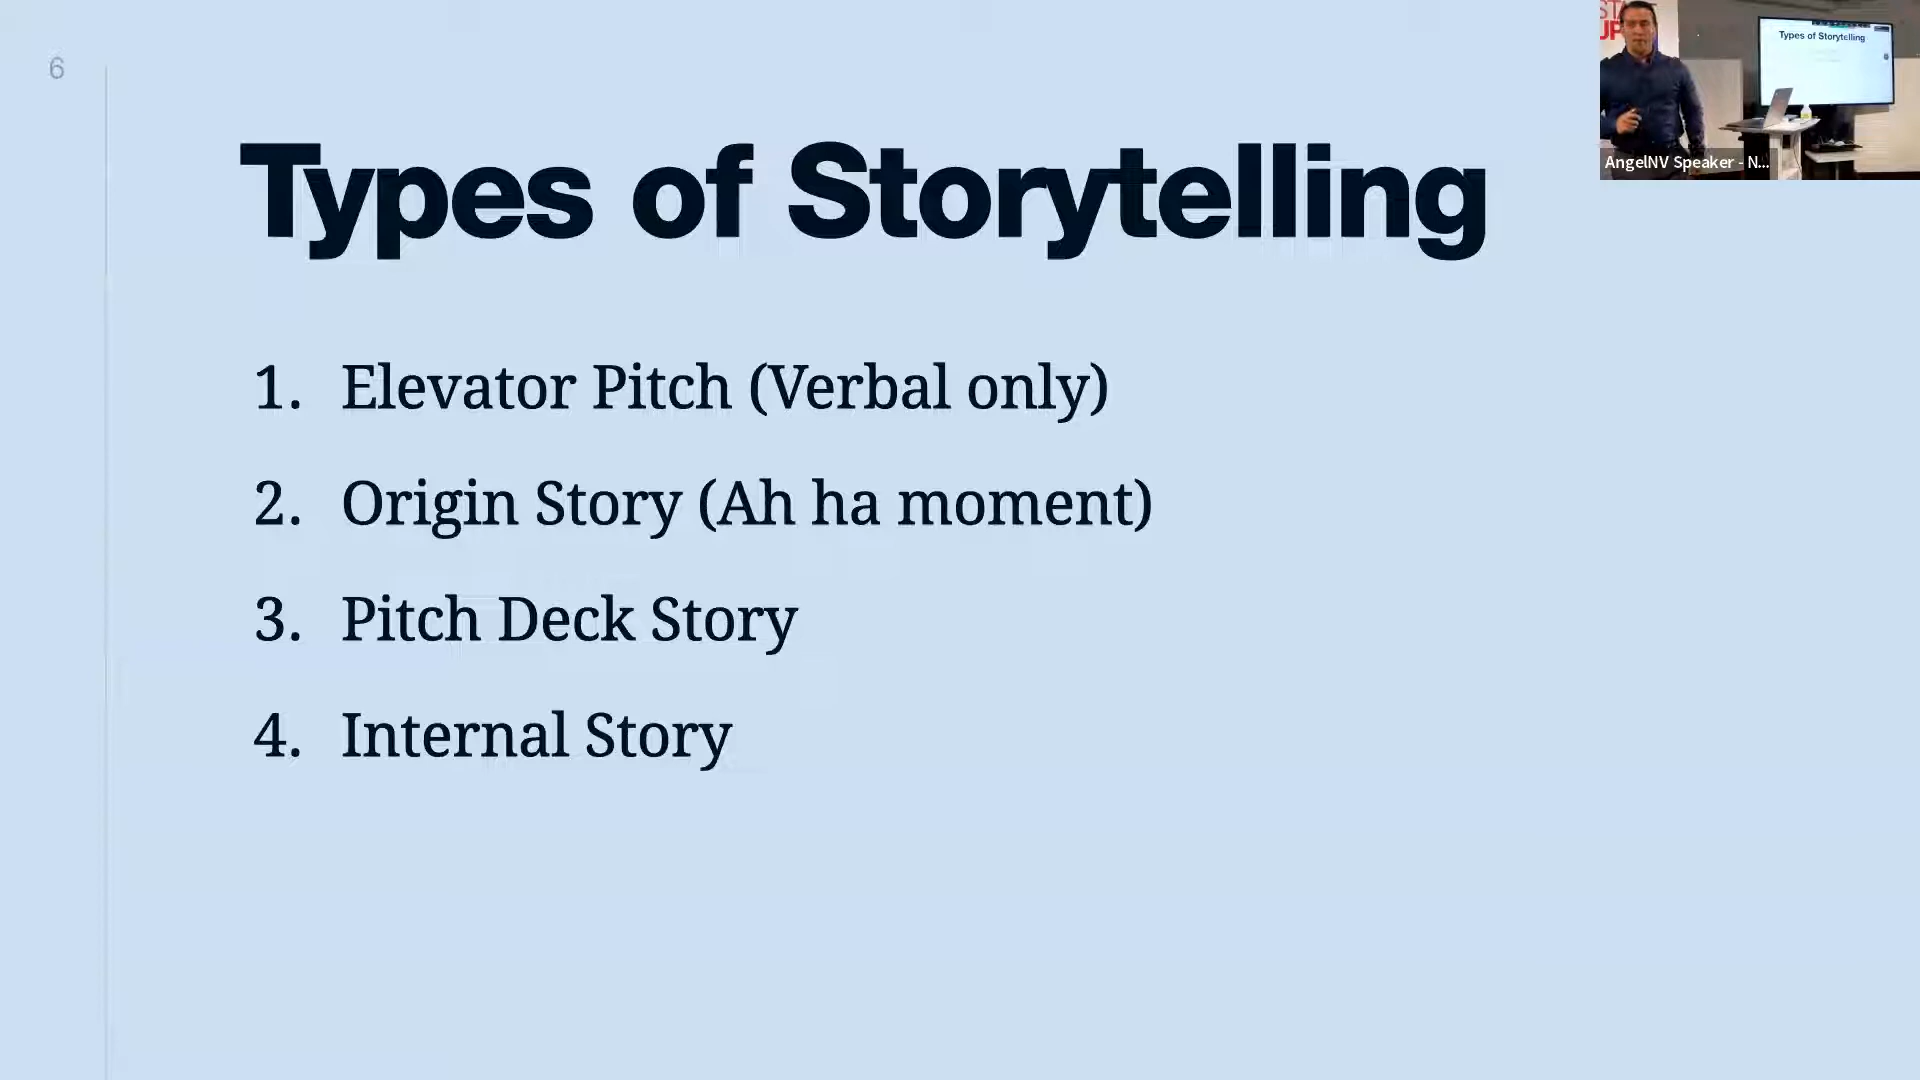 6
Types of Storytelling
1. Elevator Pitch (Verbal only)
2. Origin Story (Ah ha moment)
3. Pitch Deck Story
4. Internal Story
Types of Storytelling
AngelNV Speaker - N...